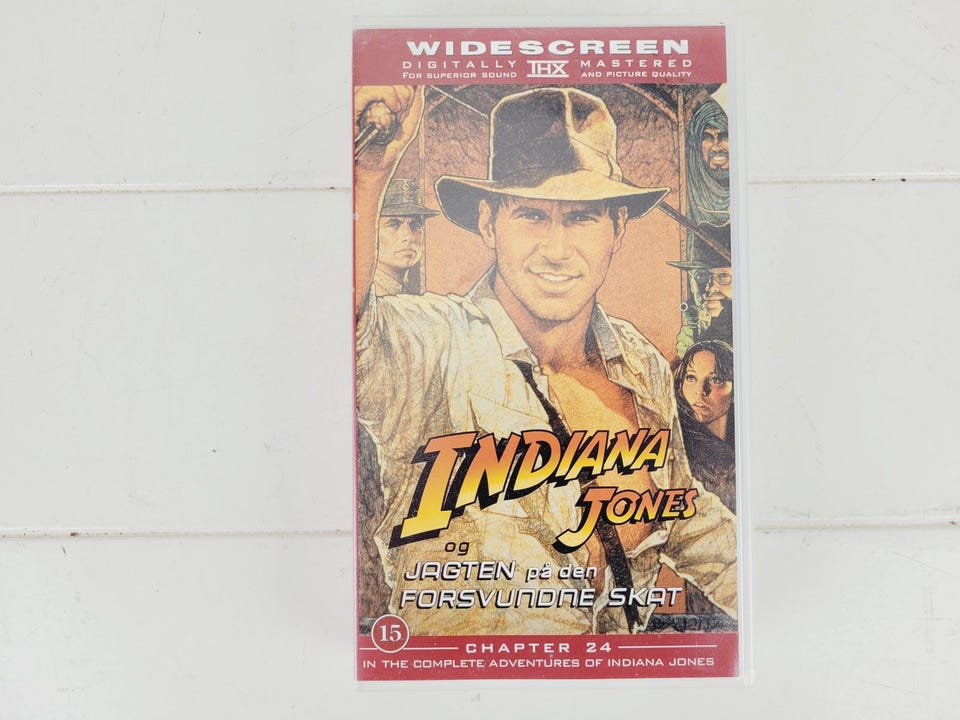 WIDESCREEN
DIGITALLY THX MASTERED
FOR SUPERIOR SOUND AND PICTURE QUALITY
INDIANA
JONES™
og
JAGTEN på den
FORSVUNDNE SKAT
15
CHAPTER 24
IN THE COMPLETE ADVENTURES OF INDIANA JONES